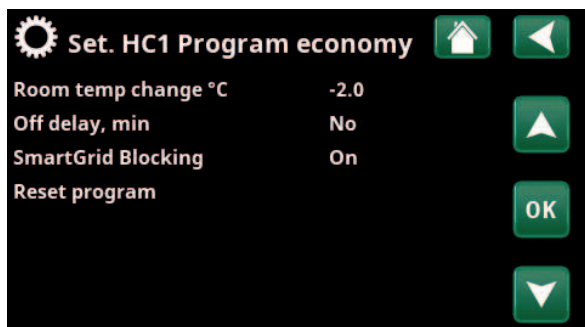 Set. HC1 Program economy
Room temp change °C -2.0
Off delay, min No
SmartGrid Blocking On
Reset program
OK